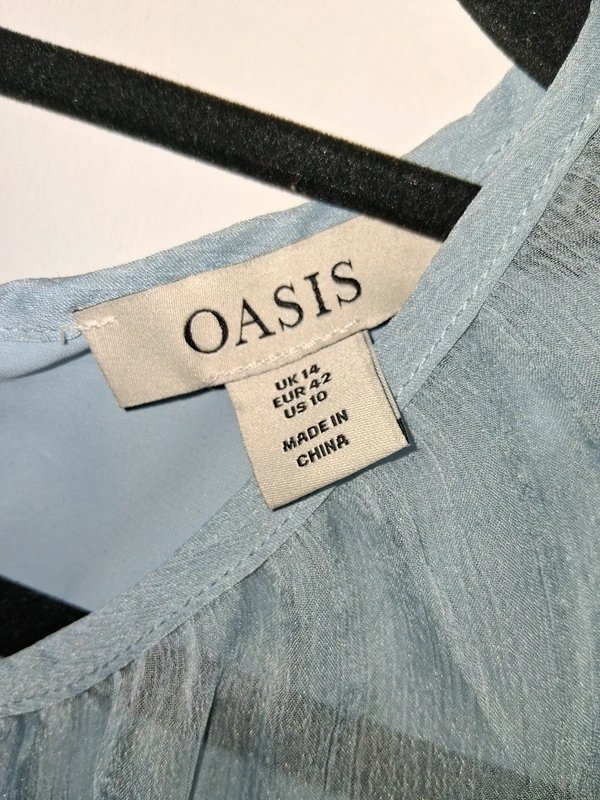 OASIS
UK 14
EUR 42
US 10
MADE IN
CHINA